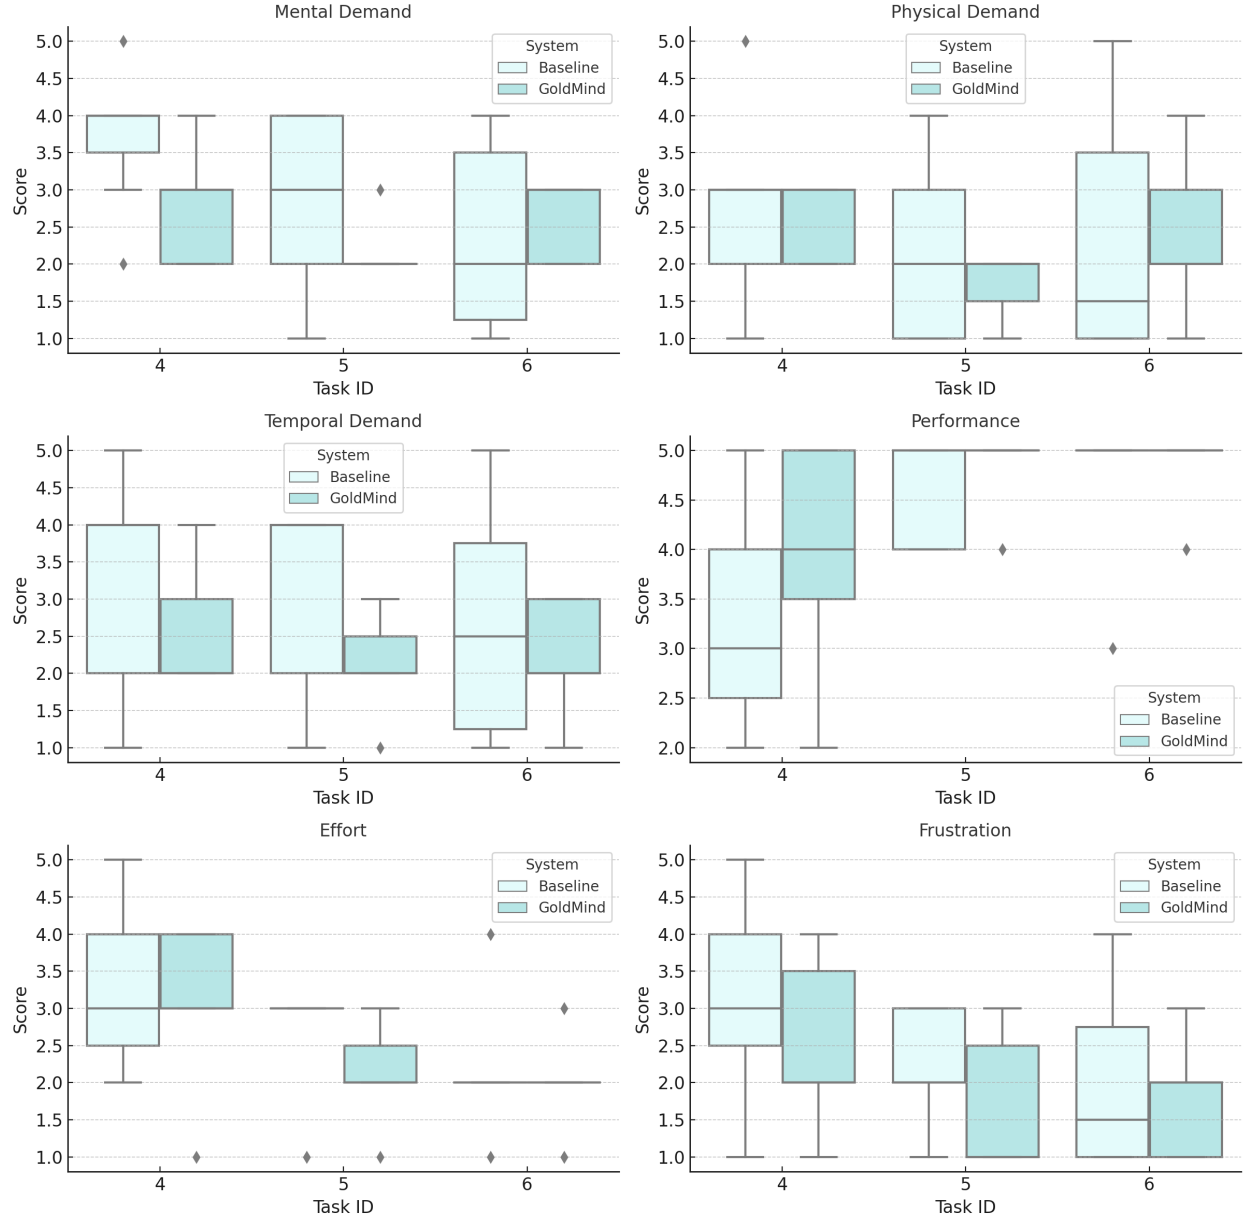 Mental Demand
5.0
4.5
4.0
3.5
3.0
2.5
2.0
1.5
1.0
Score
4 5 6
Task ID
System
Baseline
GoldMind
Physical Demand
5.0
4.5
4.0
3.5
3.0
2.5
2.0
1.5
1.0
Score
4 5 6
Task ID
System
Baseline
GoldMind
Temporal Demand
5.0
4.5
4.0
3.5
3.0
2.5
2.0
1.5
1.0
Score
4 5 6
Task ID
System
Baseline
GoldMind
Performance
5.0
4.5
4.0
3.5
3.0
2.5
2.0
Score
4 5 6
Task ID
System
Baseline
GoldMind
Effort
5.0
4.5
4.0
3.5
3.0
2.5
2.0
1.5
1.0
Score
4 5 6
Task ID
System
Baseline
GoldMind
Frustration
5.0
4.5
4.0
3.5
3.0
2.5
2.0
1.5
1.0
Score
4 5 6
Task ID
System
Baseline
GoldMind